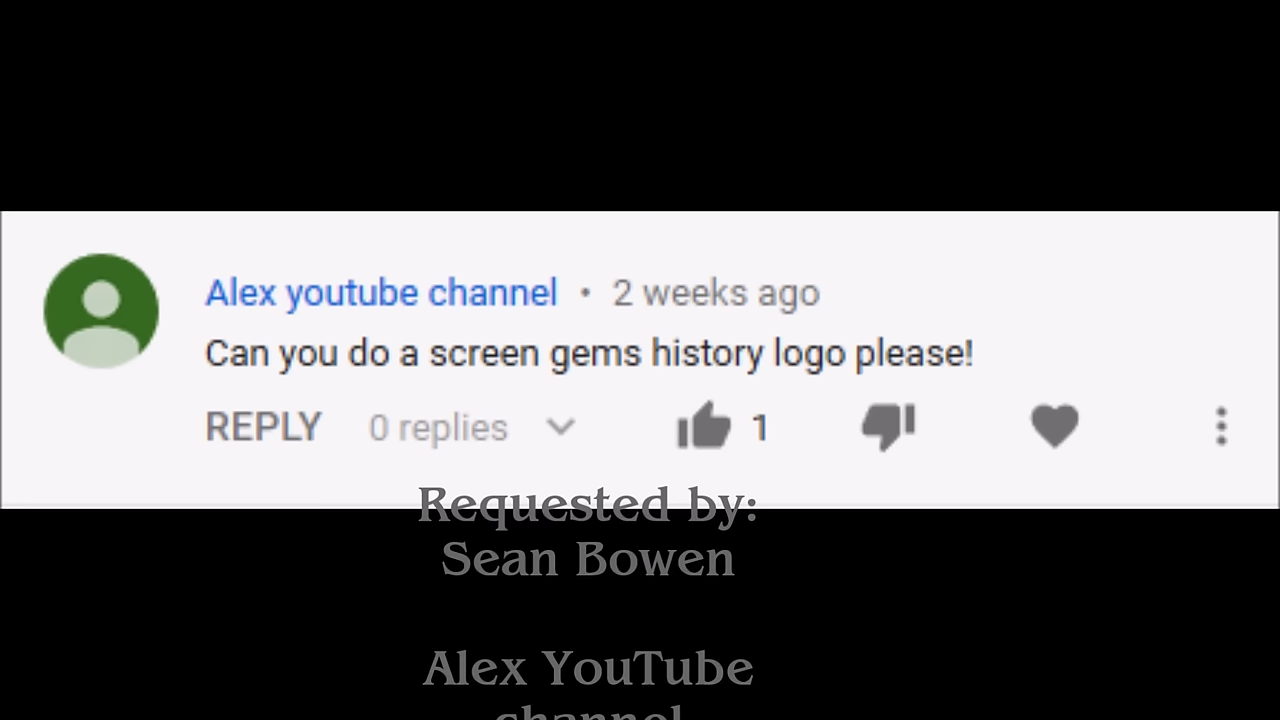 Alex youtube channel • 2 weeks ago
Can you do a screen gems history logo please!
REPLY 0 replies 1
Requested by:
Sean Bowen
Alex YouTube
channel